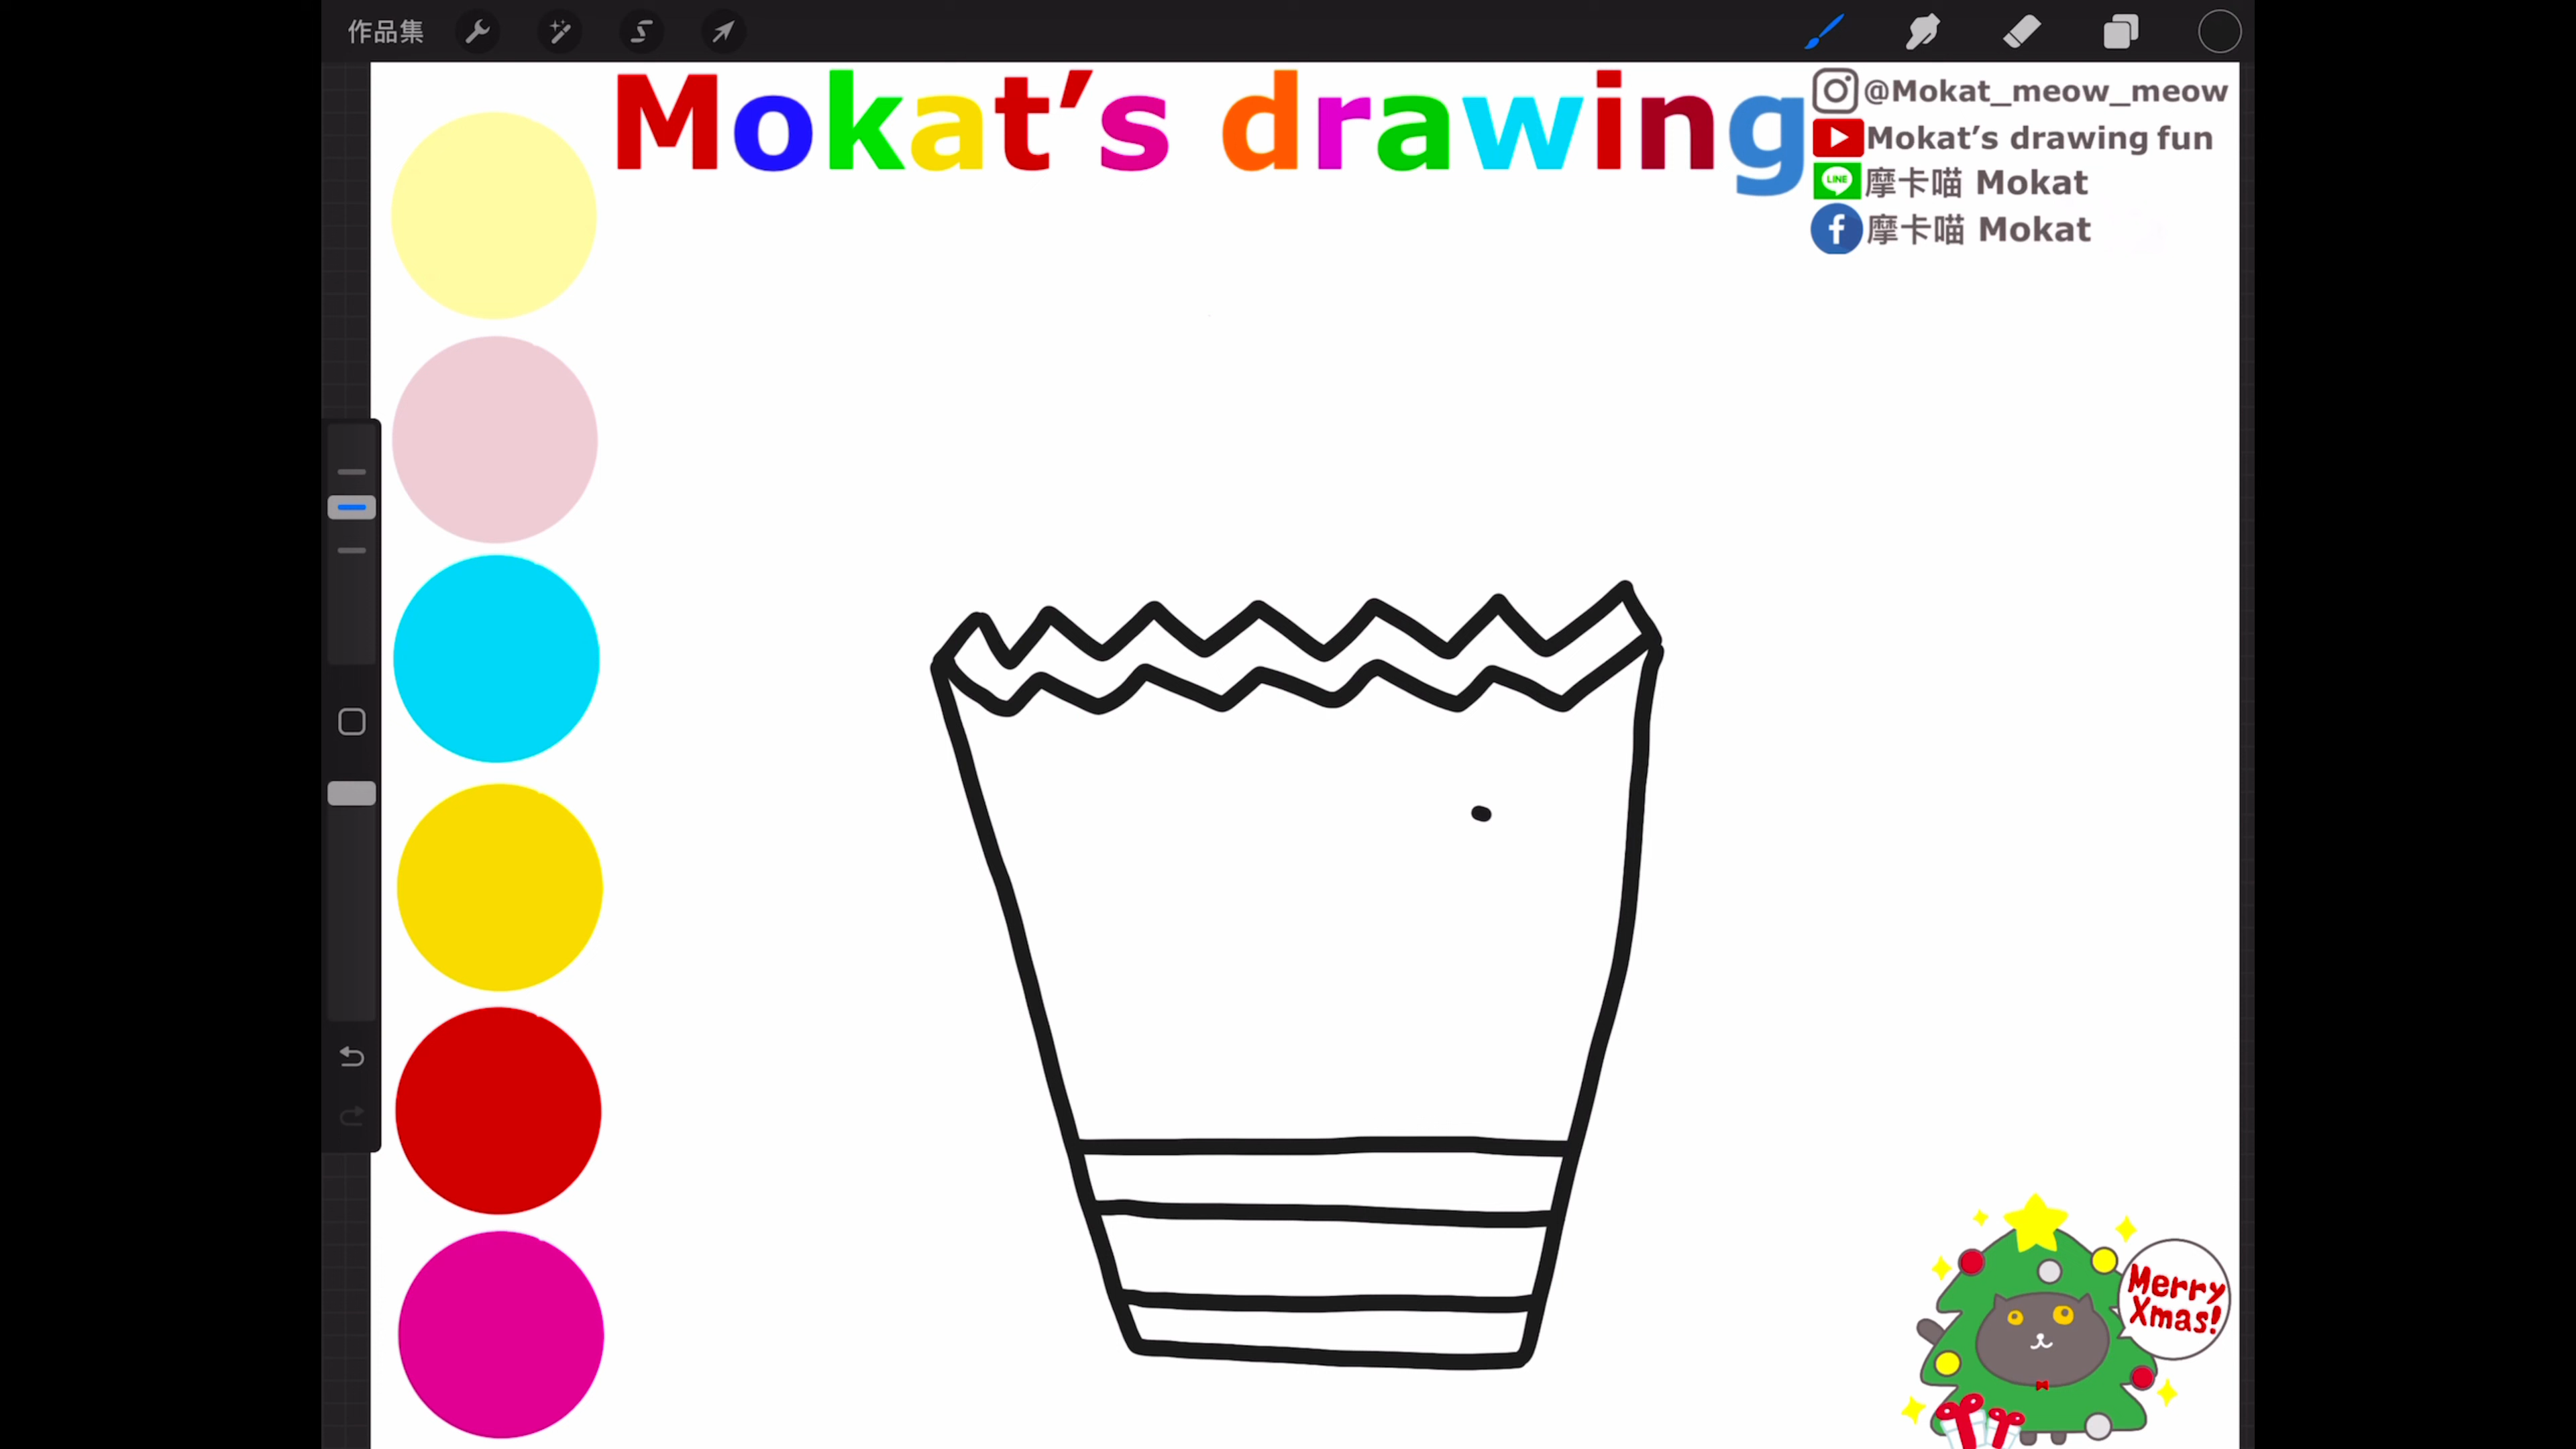 作品集
Mokat’s drawing
@Mokat_meow_meow
Mokat’s drawing fun
LINE
摩卡喵 Mokat
摩卡喵 Mokat
Merry
Xmas!